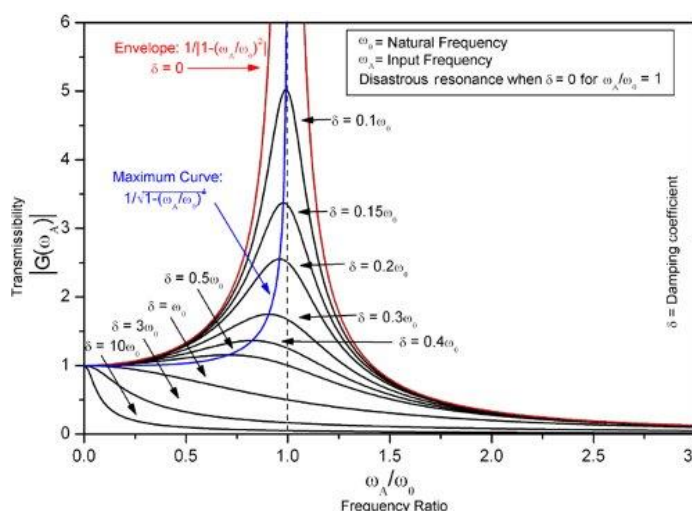 6
5
4
3
2
1
0
Transmissibility
|G(ω_A)|
Envelope: 1/|1-(ω_A/ω_0)²|
δ = 0
ω_0 = Natural Frequency
ω_A = Input Frequency
Disastrous resonance when δ = 0 for ω_A/ω_0 = 1
δ = 0.1ω_0
Maximum Curve:
1/√1-(ω_A/ω_0)⁴
δ = 0.15ω_0
δ = 0.2ω_0
δ = 0.5ω_0
δ = ω_0
δ = 3ω_0
δ = 10ω_0
δ = 0.3ω_0
δ = 0.4ω_0
δ = Damping coefficient
0.0 0.5 1.0 1.5 2.0 2.5 3
ω_A/ω_0
Frequency Ratio